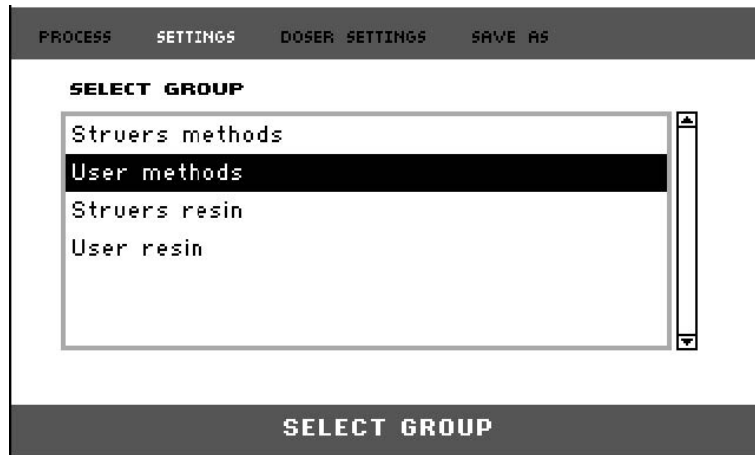 PROCESS SETTINGS DOSER SETTINGS SAVE AS
SELECT GROUP
Struers methods
User methods
Struers resin
User resin
SELECT GROUP